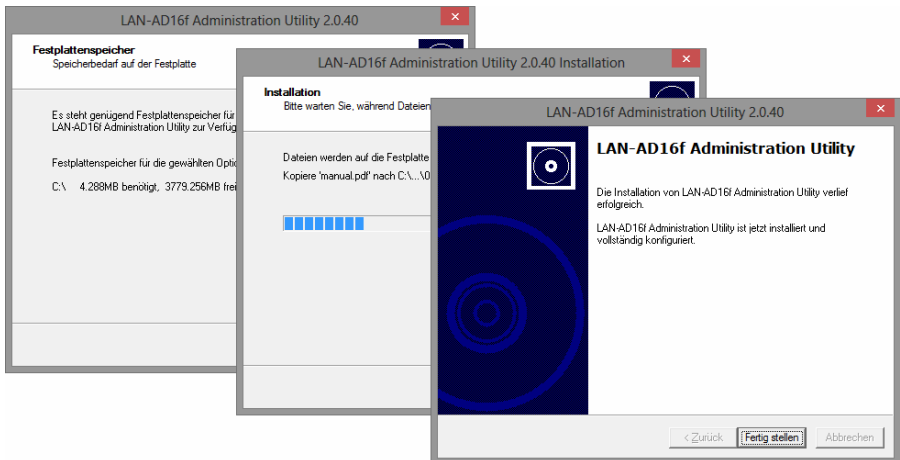 LAN-AD16f Administration Utility 2.0.40
Festplattenspeicher
Speicherbedarf auf der Festplatte
Es steht genügend Festplattenspeicher für
LAN-AD16f Administration Utility zur
Festplattenspeicher für die gewählten
C:\ 4.288MB benötigt, 3779.256MB frei
LAN-AD16f Administration Utility 2.0.40 Installation
Installation
Bitte warten Sie, während Dateien
Dateien werden auf die Festplatte
Kopiere 'manual.pdf' nach C:\...\0
LAN-AD16f Administration Utility 2.0.40
LAN-AD16f Administration Utility
Die Installation von LAN-AD16f Administration Utility verlief
erfolgreich.
LAN-AD16f Administration Utility ist jetzt installiert und
vollständig konfiguriert.
< Zurück
Fertig stellen
Abbrechen